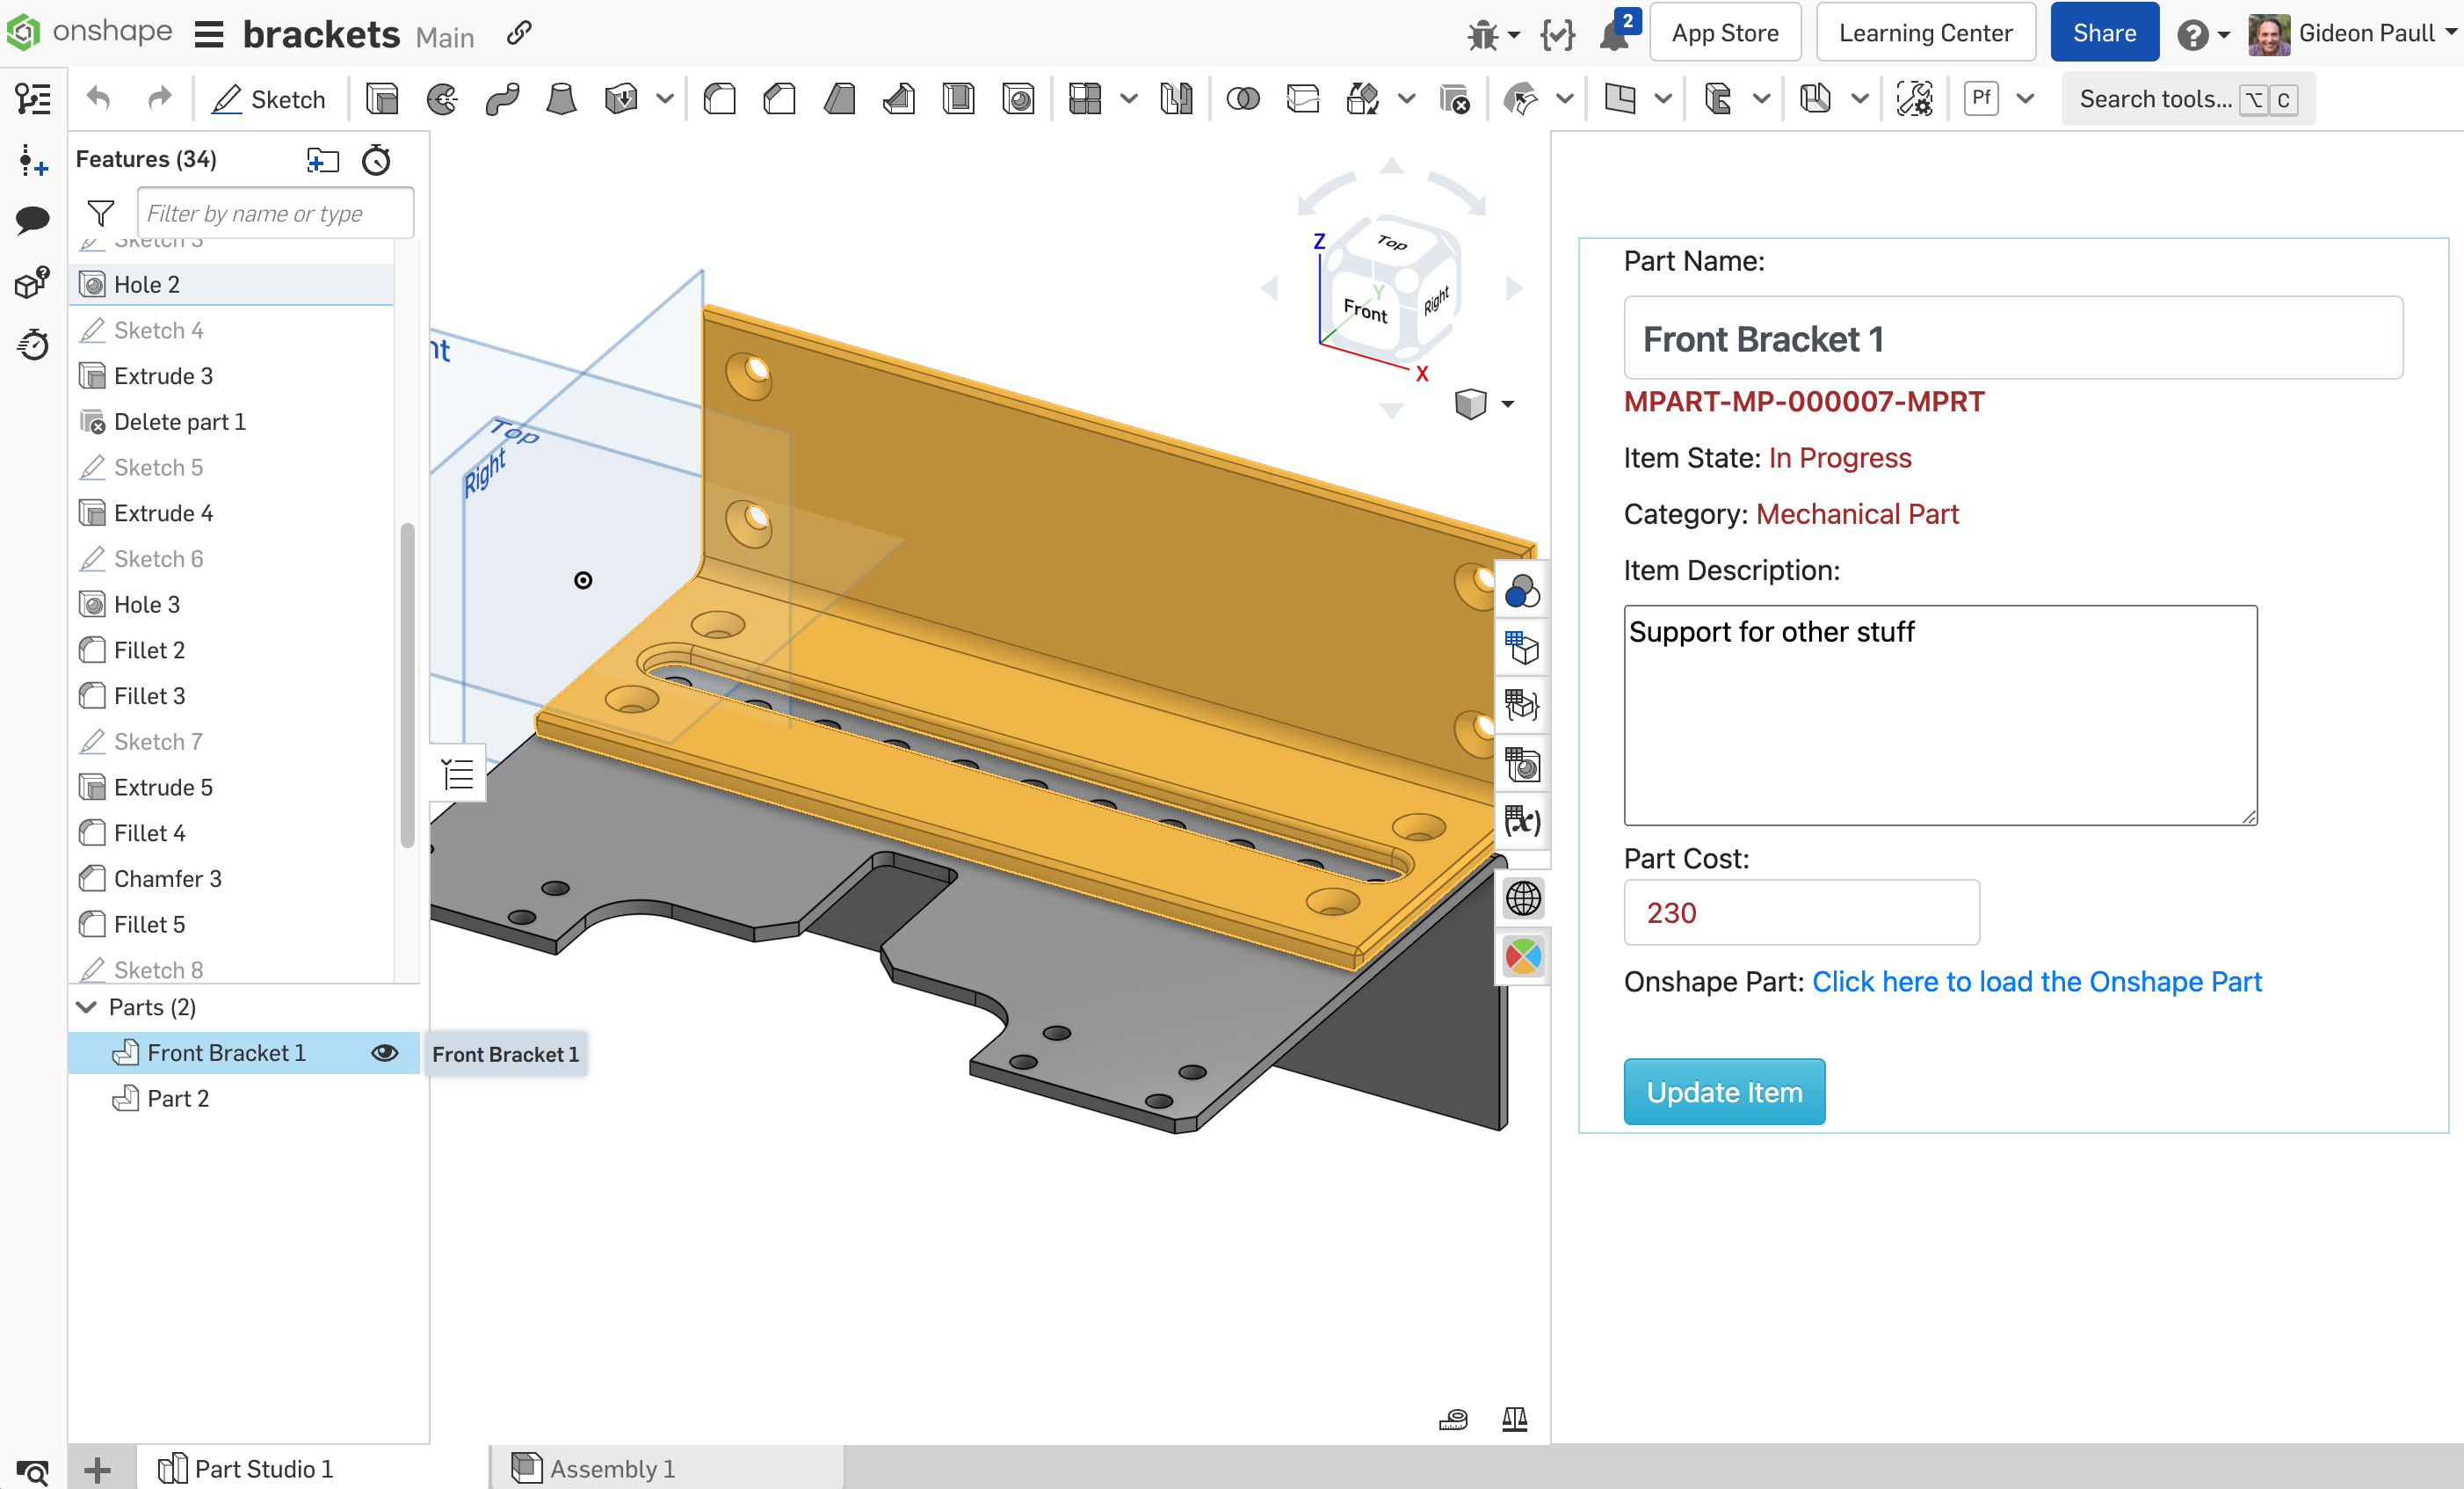 onshape
brackets Main
2
App Store
Learning Center
Share
Gideon Paull
Sketch
Pf
Search tools... ⌥ C
Features (34)
Filter by name or type
Sketch 3
Hole 2
Sketch 4
Extrude 3
Delete part 1
Sketch 5
Extrude 4
Sketch 6
Hole 3
Fillet 2
Fillet 3
Sketch 7
Extrude 5
Fillet 4
Chamfer 3
Fillet 5
Sketch 8
Parts (2)
Front Bracket 1
Part 2
Front Bracket 1
nt
Top
Right
Z
Top
Y
Front
Right
X
(x)
Part Name:
Front Bracket 1
MPART-MP-000007-MPRT
Item State: In Progress
Category: Mechanical Part
Item Description:
Support for other stuff
Part Cost:
230
Onshape Part: Click here to load the Onshape Part
Update Item
Part Studio 1
Assembly 1